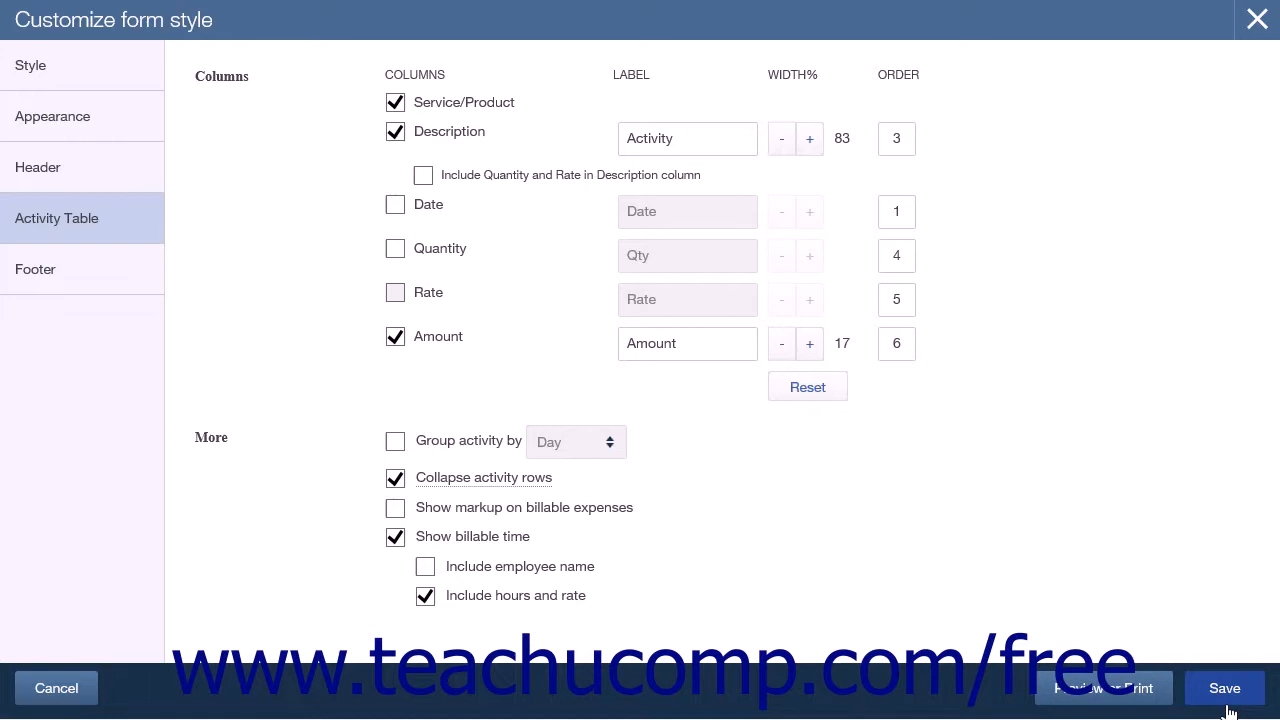 Customize form style
Style
Appearance
Header
Activity Table
Footer
Columns
COLUMNS LABEL WIDTH% ORDER
Service/Product
Description Activity - + 83 3
Include Quantity and Rate in Description column
Date Date - + 1
Quantity Qty - + 4
Rate Rate - + 5
Amount Amount - + 17 6
Reset
More
Group activity by Day
Collapse activity rows
Show markup on billable expenses
Show billable time
Include employee name
Include hours and rate
www.teachucomp.com/free
Cancel Preview or Print Save